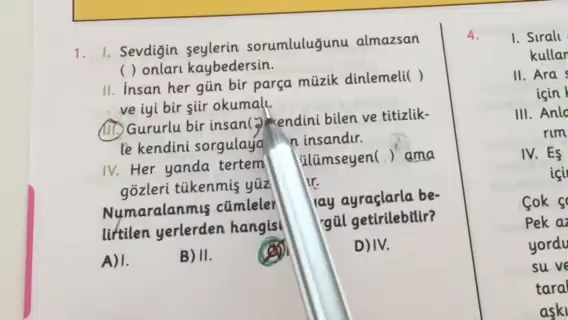 1. I. Sevdiğin şeylerin sorumluluğunu almazsan
( ) onları kaybedersin.
II. İnsan her gün bir parça müzik dinlemeli( )
ve iyi bir şiir okumalı.
III. Gururlu bir insan(,) kendini bilen ve titizlik-
le kendini sorgulaya n insandır.
IV. Her yanda tertem ülümseyen( ) ama
gözleri tükenmiş yüz r.
Numaralanmış cümleler ay ayraçlarla be-
lirtilen yerlerden hangisi rgül getirilebilir?
A) I. B) II. D) IV.
4. I. Sıralı
kullar
II. Ara s
için k
III. Anla
rım
IV. Eş
içi
Çok ço
Pek az
yordu
su ve
taral
aşkı